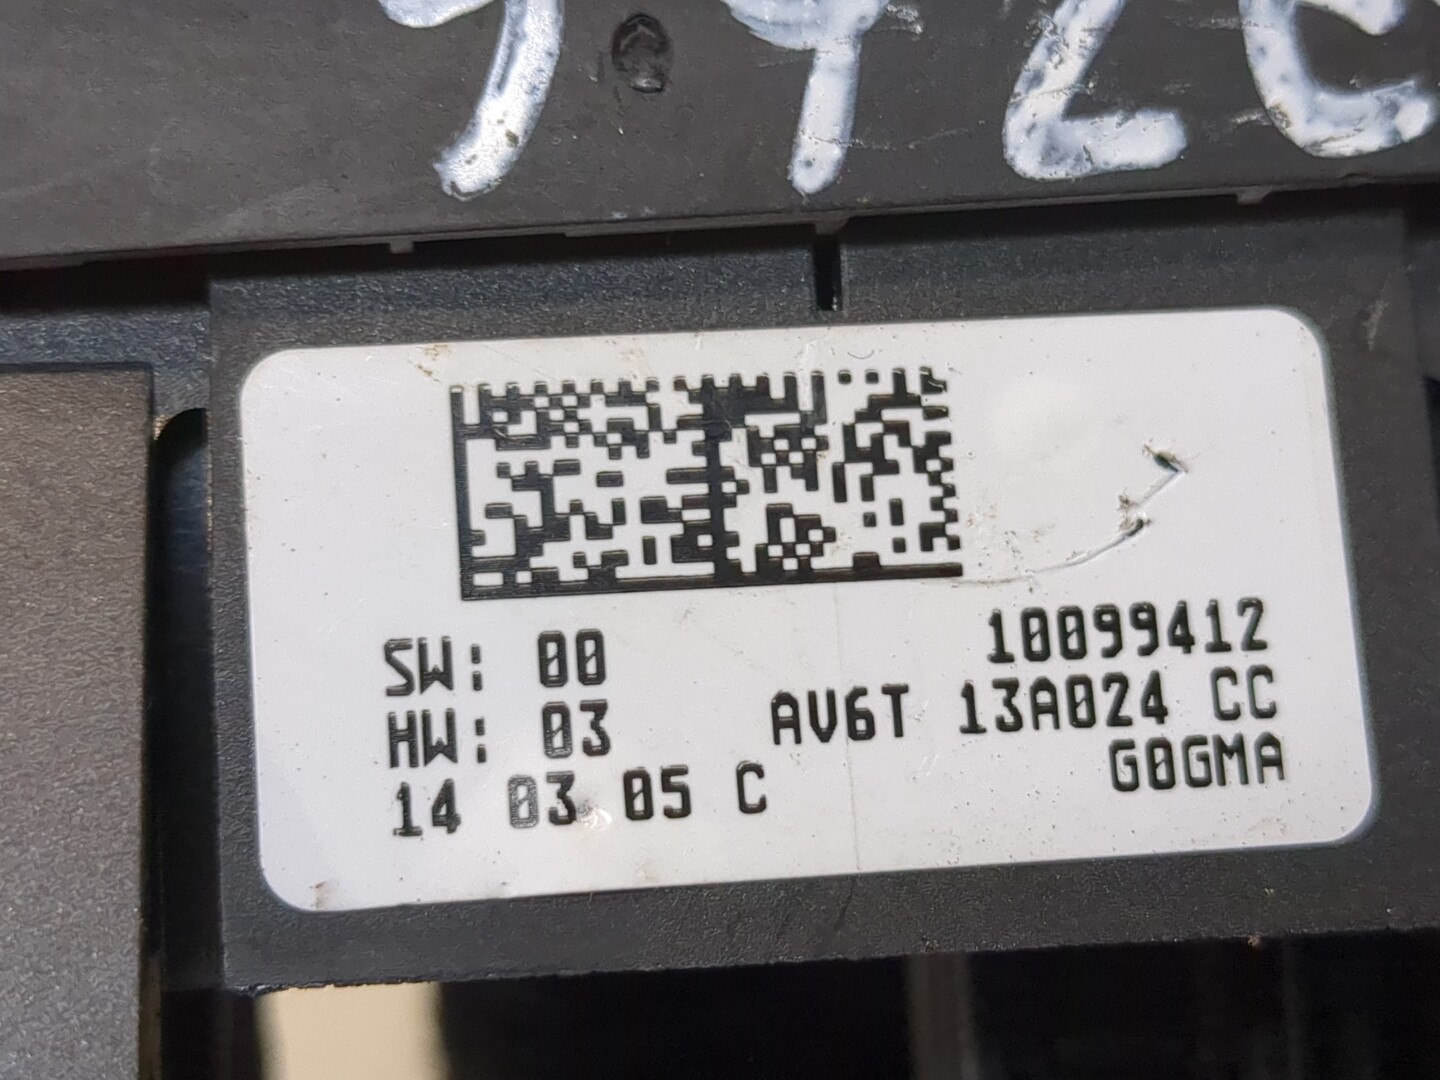 SW: 00
10099412
HW: 03
AV6T 13A024 CC
14 03 05 C
G0GMA